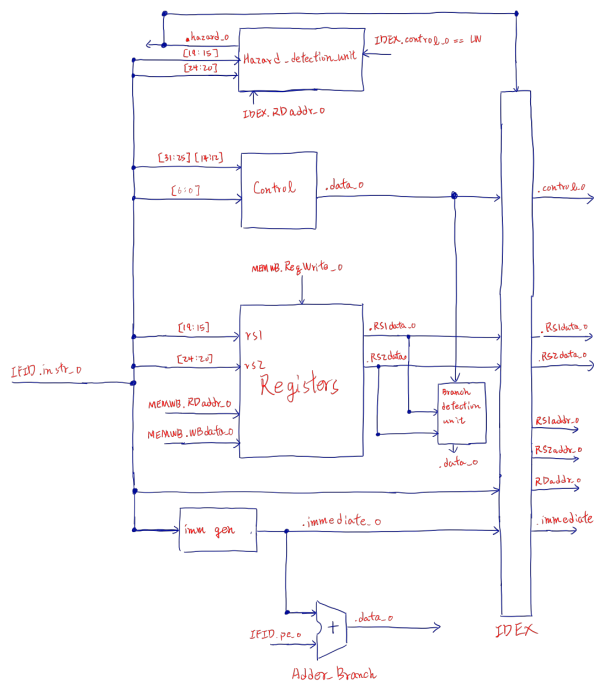 .hazard_o
[19:15]
[24:20]
Hazard_detection_unit
IDEX.control_o == LW
IDEX.RDaddr_o
[31:25] [14:12]
[6:0]
Control
.data_o
.control_o
MEMWB.RegWrite_o
[19:15]
rs1
[24:20]
rs2
Registers
.RS1data_o
.RS2data_o
.RS1data_o
.RS2data_o
IFID.instr_o
MEMWB.RDaddr_o
MEMWB.WBdata_o
Branch
detection
unit
.data_o
RS1addr_o
RS2addr_o
RDaddr_o
imm gen
.immediate_o
.immediate
IFID.pc_o
+
.data_o
Adder_Branch
IDEX